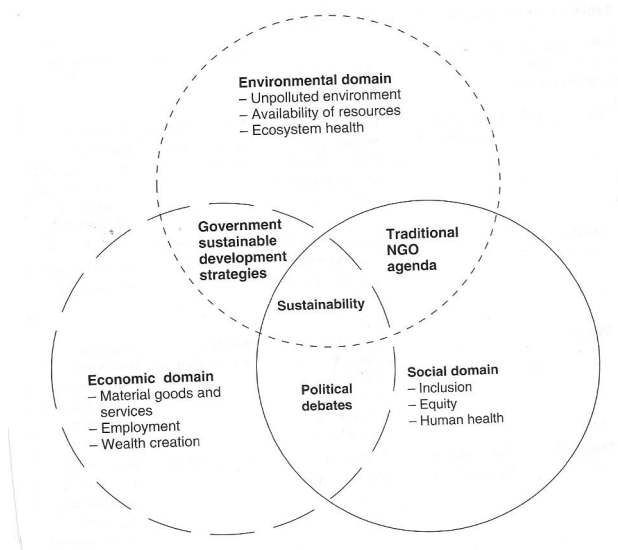 Environmental domain
– Unpolluted environment
– Availability of resources
– Ecosystem health
Government
sustainable
development
strategies
Traditional
NGO
agenda
Sustainability
Economic domain
– Material goods and
services
– Employment
– Wealth creation
Political
debates
Social domain
– Inclusion
– Equity
– Human health